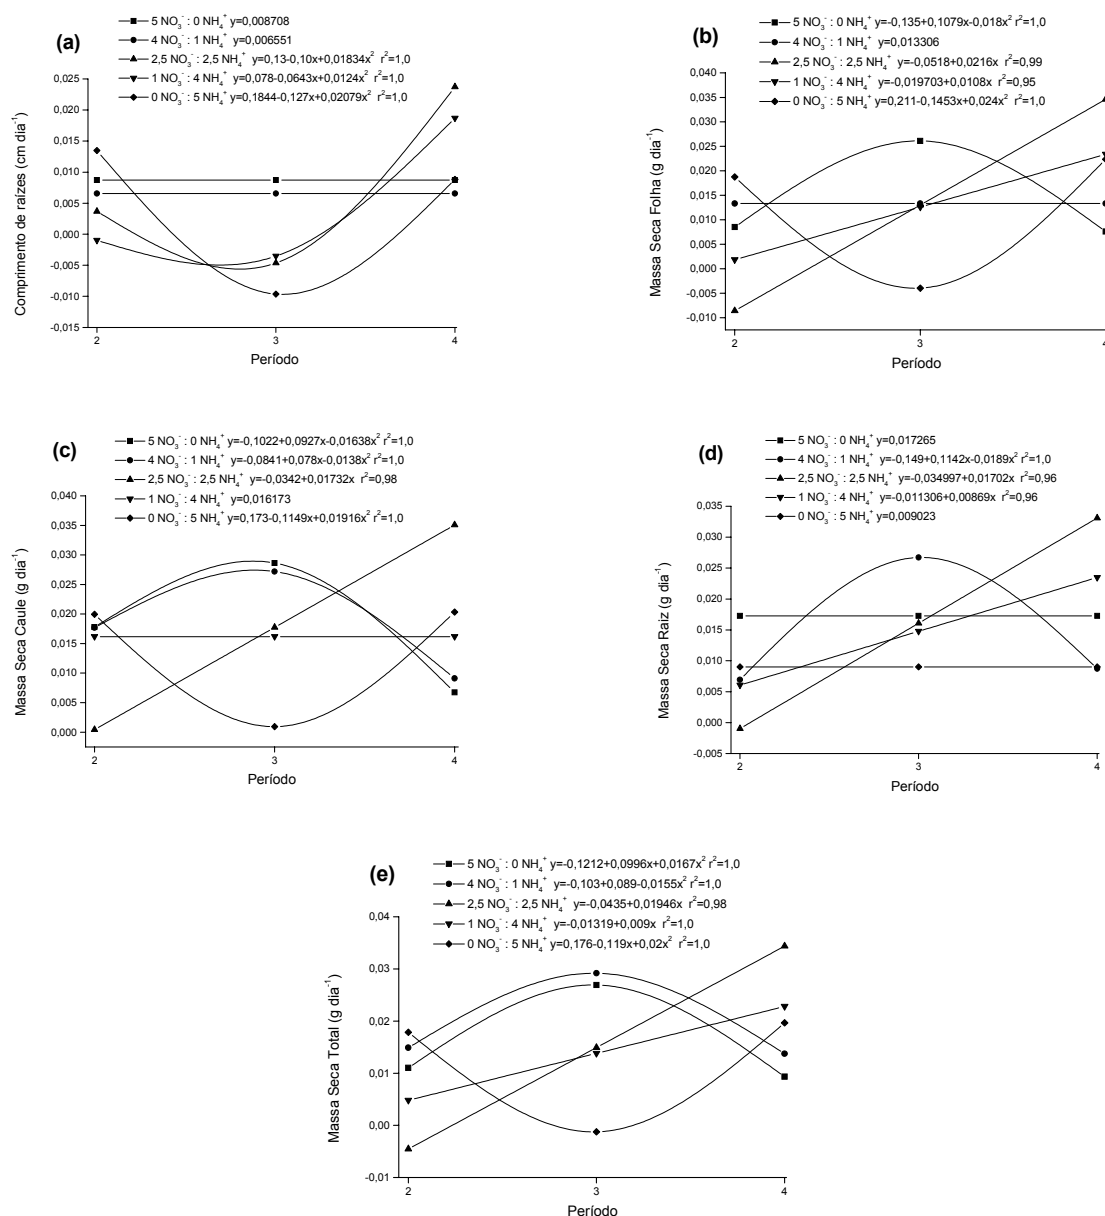 (a)
5 NO₃⁻ : 0 NH₄⁺ y=0,008708
4 NO₃⁻ : 1 NH₄⁺ y=0,006551
2,5 NO₃⁻ : 2,5 NH₄⁺ y=0,13-0,10x+0,01834x² r²=1,0
1 NO₃⁻ : 4 NH₄⁺ y=0,078-0,0643x+0,0124x² r²=1,0
0 NO₃⁻ : 5 NH₄⁺ y=0,1844-0,127x+0,02079x² r²=1,0
Comprimento de raízes (cm dia⁻¹)
0,025
0,020
0,015
0,010
0,005
0,000
-0,005
-0,010
-0,015
2 3 4
Período
(b)
5 NO₃⁻ : 0 NH₄⁺ y=-0,135+0,1079x-0,018x² r²=1,0
4 NO₃⁻ : 1 NH₄⁺ y=0,013306
2,5 NO₃⁻ : 2,5 NH₄⁺ y=-0,0518+0,0216x r²=0,99
1 NO₃⁻ : 4 NH₄⁺ y=-0,019703+0,0108x r²=0,95
0 NO₃⁻ : 5 NH₄⁺ y=0,211-0,1453x+0,024x² r²=1,0
Massa Seca Folha (g dia⁻¹)
0,040
0,035
0,030
0,025
0,020
0,015
0,010
0,005
0,000
-0,005
-0,010
2 3 4
Período
(c)
5 NO₃⁻ : 0 NH₄⁺ y=-0,1022+0,0927x-0,01638x² r²=1,0
4 NO₃⁻ : 1 NH₄⁺ y=-0,0841+0,078x-0,0138x² r²=1,0
2,5 NO₃⁻ : 2,5 NH₄⁺ y=-0,0342+0,01732x r²=0,98
1 NO₃⁻ : 4 NH₄⁺ y=0,016173
0 NO₃⁻ : 5 NH₄⁺ y=0,173-0,1149x+0,01916x² r²=1,0
Massa Seca Caule (g dia⁻¹)
0,040
0,035
0,030
0,025
0,020
0,015
0,010
0,005
0,000
2 3 4
Período
(d)
5 NO₃⁻ : 0 NH₄⁺ y=0,017265
4 NO₃⁻ : 1 NH₄⁺ y=-0,149+0,1142x-0,0189x² r²=1,0
2,5 NO₃⁻ : 2,5 NH₄⁺ y=-0,034997+0,01702x r²=0,96
1 NO₃⁻ : 4 NH₄⁺ y=-0,011306+0,00869x r²=0,96
0 NO₃⁻ : 5 NH₄⁺ y=0,009023
Massa Seca Raiz (g dia⁻¹)
0,040
0,035
0,030
0,025
0,020
0,015
0,010
0,005
0,000
-0,005
2 3 4
Período
(e)
5 NO₃⁻ : 0 NH₄⁺ y=-0,1212+0,0996x+0,0167x² r²=1,0
4 NO₃⁻ : 1 NH₄⁺ y=-0,103+0,089-0,0155x² r²=1,0
2,5 NO₃⁻ : 2,5 NH₄⁺ y=-0,0435+0,01946x r²=0,98
1 NO₃⁻ : 4 NH₄⁺ y=-0,01319+0,009x r²=1,0
0 NO₃⁻ : 5 NH₄⁺ y=0,176-0,119x+0,02x² r²=1,0
Massa Seca Total (g dia⁻¹)
0,04
0,03
0,02
0,01
0,00
-0,01
2 3 4
Período